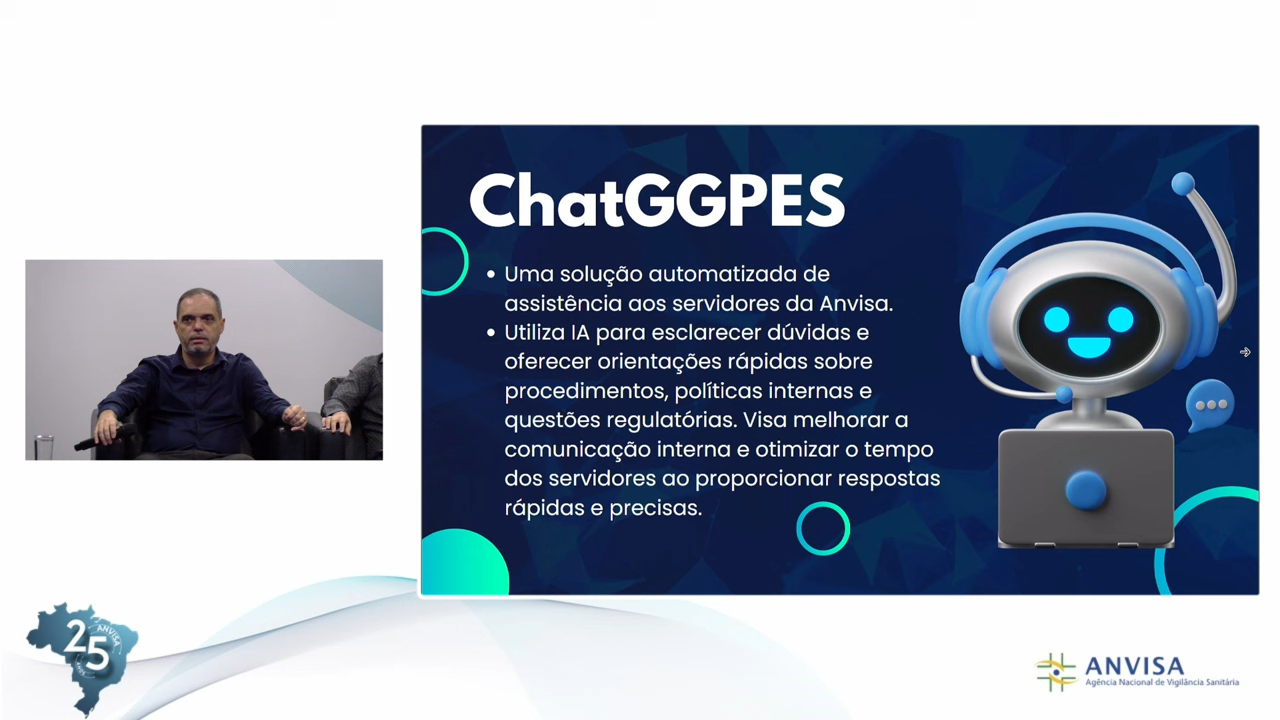 ChatGGPES
• Uma solução automatizada de
assistência aos servidores da Anvisa.
• Utiliza IA para esclarecer dúvidas e
oferecer orientações rápidas sobre
procedimentos, políticas internas e
questões regulatórias. Visa melhorar a
comunicação interna e otimizar o tempo
dos servidores ao proporcionar respostas
rápidas e precisas.
25
ANVISA
ANOS
ANVISA
Agência Nacional de Vigilância Sanitária